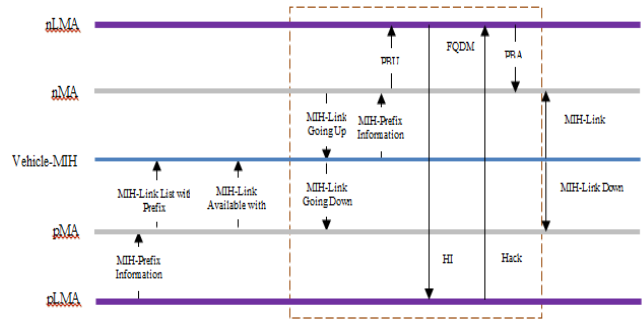 nLMA
PBU
FQDM
PBA
nMA
MIH-Link
Going Up
MIH-Prefix
Information
MIH-Link
Vehicle-MIH
MIH-Link List with
Prefix
MIH-Link
Available with
MIH-Link
Going Down
MIH-Link Down
pMA
MIH-Prefix
Information
HI
Hack
pLMA